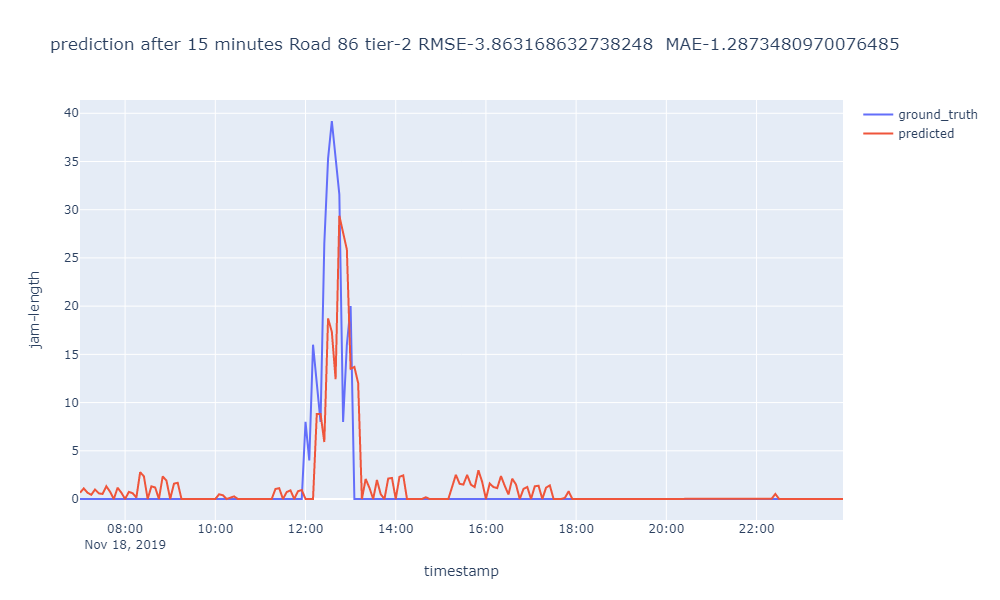 prediction after 15 minutes Road 86 tier-2 RMSE-3.863168632738248  MAE-1.2873480970076485
ground_truth
predicted
40
35
30
25
20
15
10
5
0
jam-length
08:00 10:00 12:00 14:00 16:00 18:00 20:00 22:00
Nov 18, 2019
timestamp